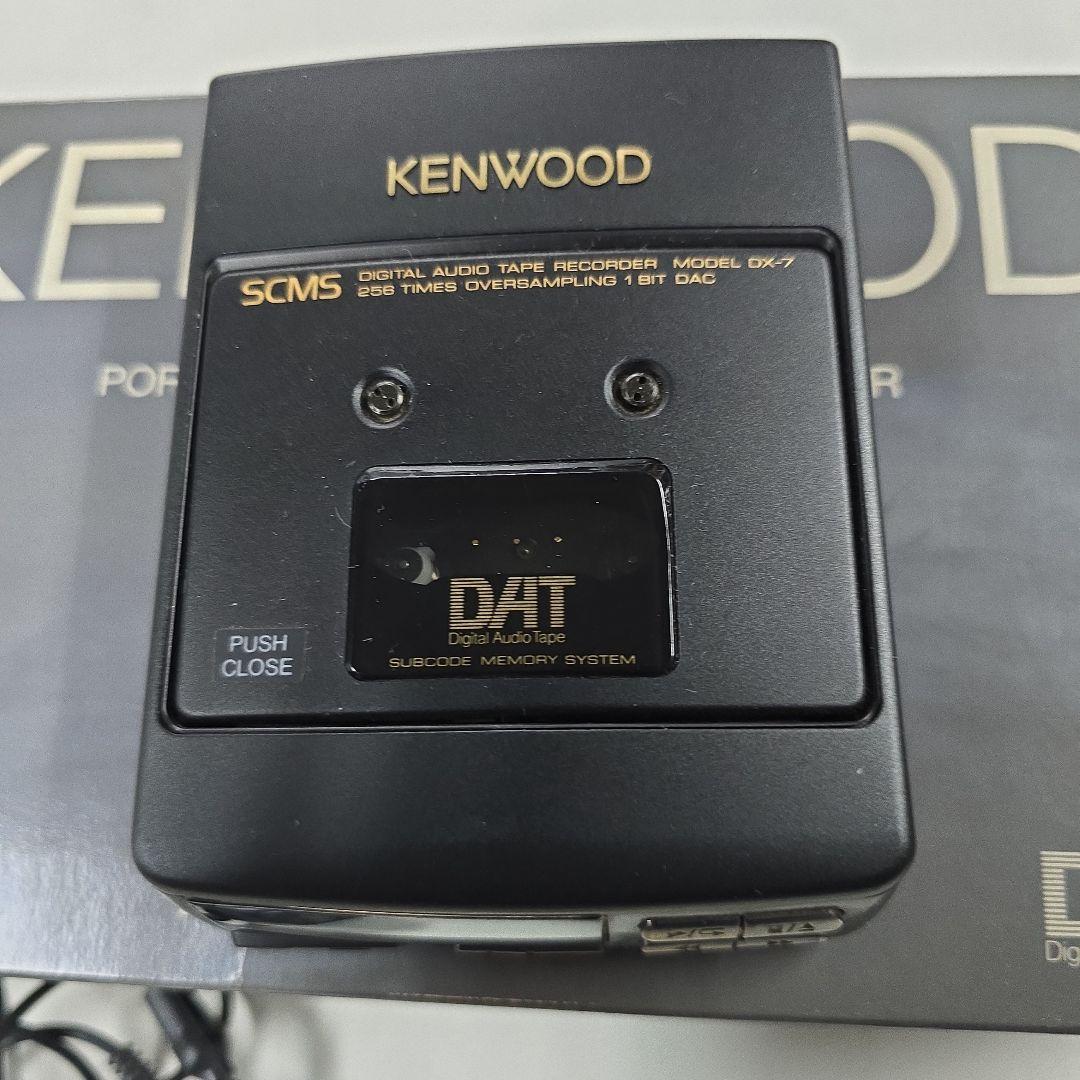 KENWOOD
SCMS
DIGITAL AUDIO TAPE RECORDER MODEL DX-7
256 TIMES OVERSAMPLING 1 BIT DAC
DAT
Digital Audio Tape
SUBCODE MEMORY SYSTEM
PUSH
CLOSE